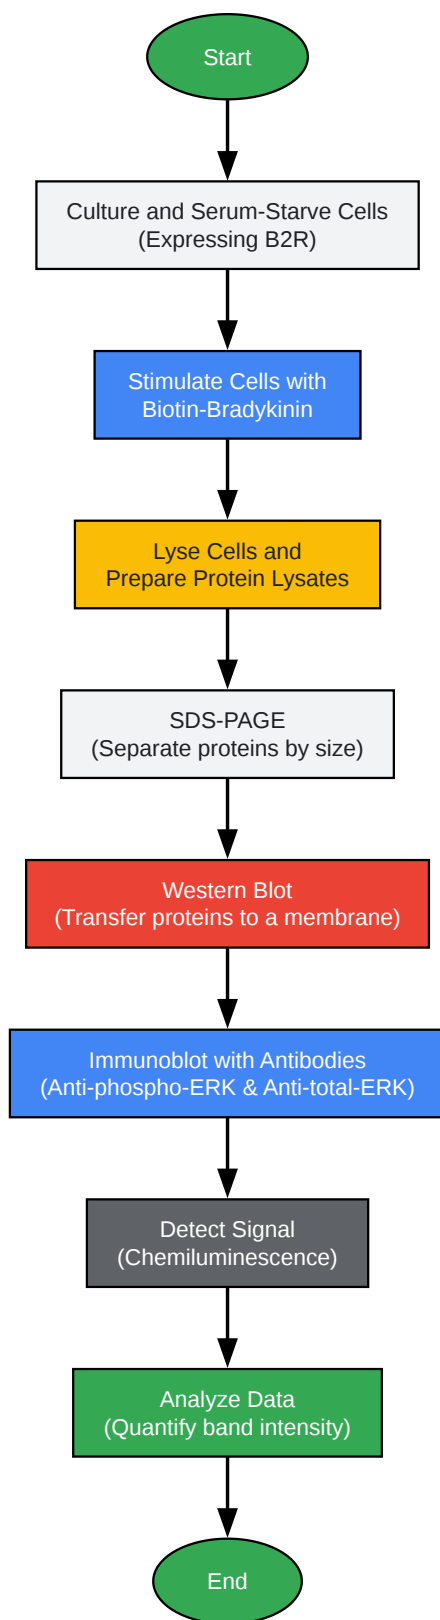 Start
Culture and Serum-Starve Cells
(Expressing B2R)
Stimulate Cells with
Biotin-Bradykinin
Lyse Cells and
Prepare Protein Lysates
SDS-PAGE
(Separate proteins by size)
Western Blot
(Transfer proteins to a membrane)
Immunoblot with Antibodies
(Anti-phospho-ERK & Anti-total-ERK)
Detect Signal
(Chemiluminescence)
Analyze Data
(Quantify band intensity)
End